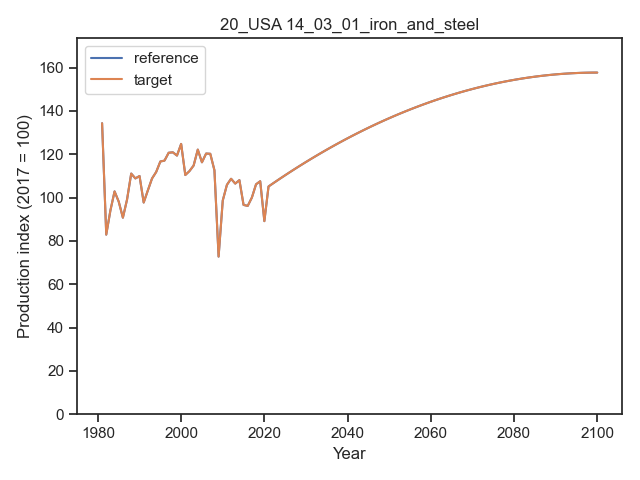 20_USA 14_03_01_iron_and_steel
reference
target
Production index (2017 = 100)
160
140
120
100
80
60
40
20
0
1980 2000 2020 2040 2060 2080 2100
Year